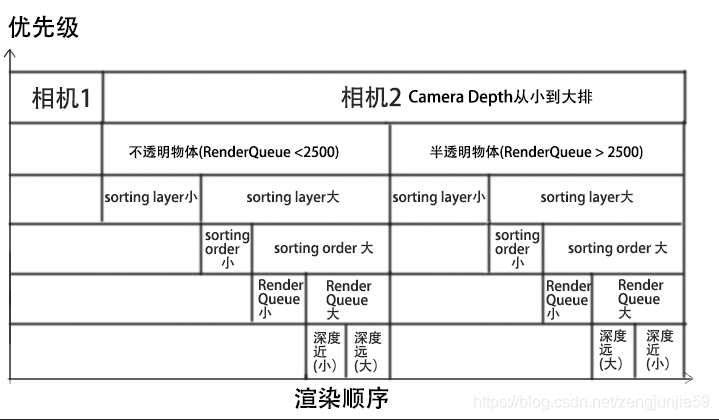 优先级
相机1
相机2 Camera Depth从小到大排
不透明物体(RenderQueue <2500)
半透明物体(RenderQueue > 2500)
sorting layer小
sorting layer大
sorting layer小
sorting layer大
sorting
order
小
sorting order 大
sorting
order
小
sorting order 大
Render
Queue
小
Render
Queue
大
Render
Queue
小
Render
Queue
大
深度
近
(小)
深度
远
(大)
深度
远
(大)
深度
近
(小)
渲染顺序
https://blog.csdn.net/zengjunjie59